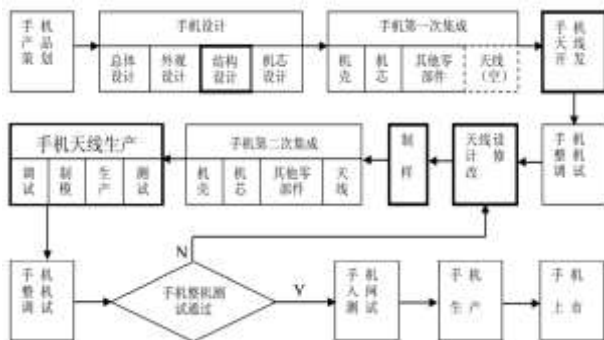 手机
产品
策划
手机设计
总体
设计
外观
设计
结构
设计
机芯
设计
手机第一次集成
机
壳
机
芯
其他零
部件
天线
(空)
手机
天线
开发
手机天线生产
调
试
制
模
生
产
测
试
手机第二次集成
机
壳
机
芯
其他零
部件
天
线
制
样
天线设
计修
改
手机
整机
调试
N
手机
整机
调试
手机整机测
试通过
Y
手机
入网
测试
手机
生产
手机
上市